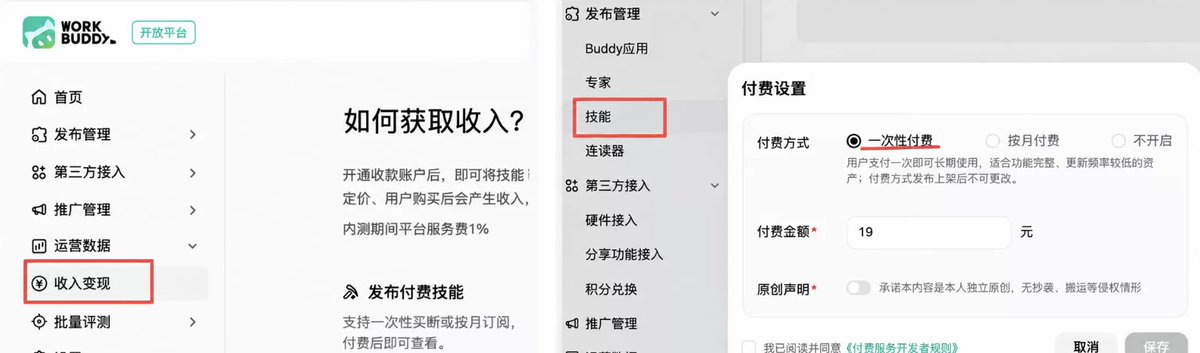 WORK
BUDDY
开放平台
首页
发布管理
第三方接入
推广管理
运营数据
收入变现
批量评测
如何获取收入?
开通收款账户后，即可将技能
定价、用户购买后会产生收入，
内测期间平台服务费1%
发布付费技能
支持一次性买断或按月订阅，
付费后即可查看。
发布管理
Buddy应用
专家
技能
连读器
第三方接入
硬件接入
分享功能接入
积分兑换
推广管理
付费设置
付费方式 一次性付费 按月付费 不开启
用户支付一次即可长期使用，适合功能完整、更新频率较低的资
产；付费方式发布上架后不可更改。
付费金额* 19 元
原创声明* 承诺本内容是本人独立原创，无抄袭、搬运等侵权情形
我已阅读并同意《付费服务开发者规则》
取消 保存